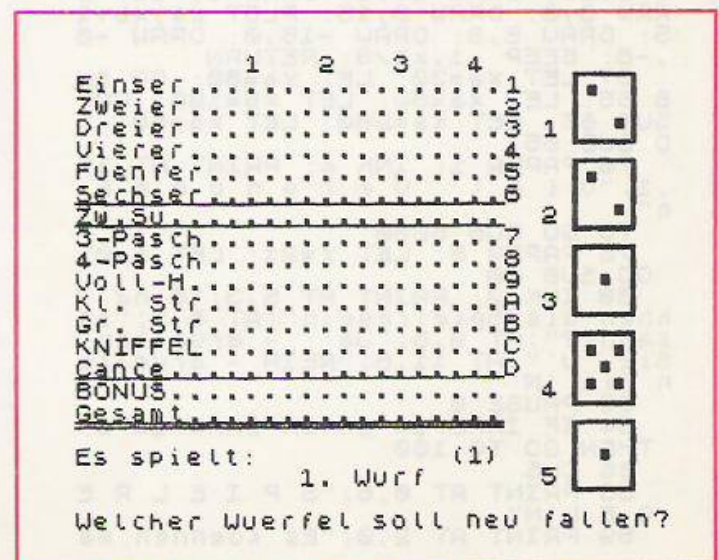 1 2 3 4
Einser...............1
Zweier...............2
Dreier...............3
Vierer...............4
Fuenfer..............5
Sechser..............6
Zw.Su................
3-Pasch..............7
4-Pasch..............8
Voll-H...............9
Kl. Str..............A
Gr. Str..............B
KNIFFEL..............C
Cance................D
BONUS................
Gesamt...............
1
2
3
4
5
Es spielt: (1)
1. Wurf
Welcher Wuerfel soll neu fallen?